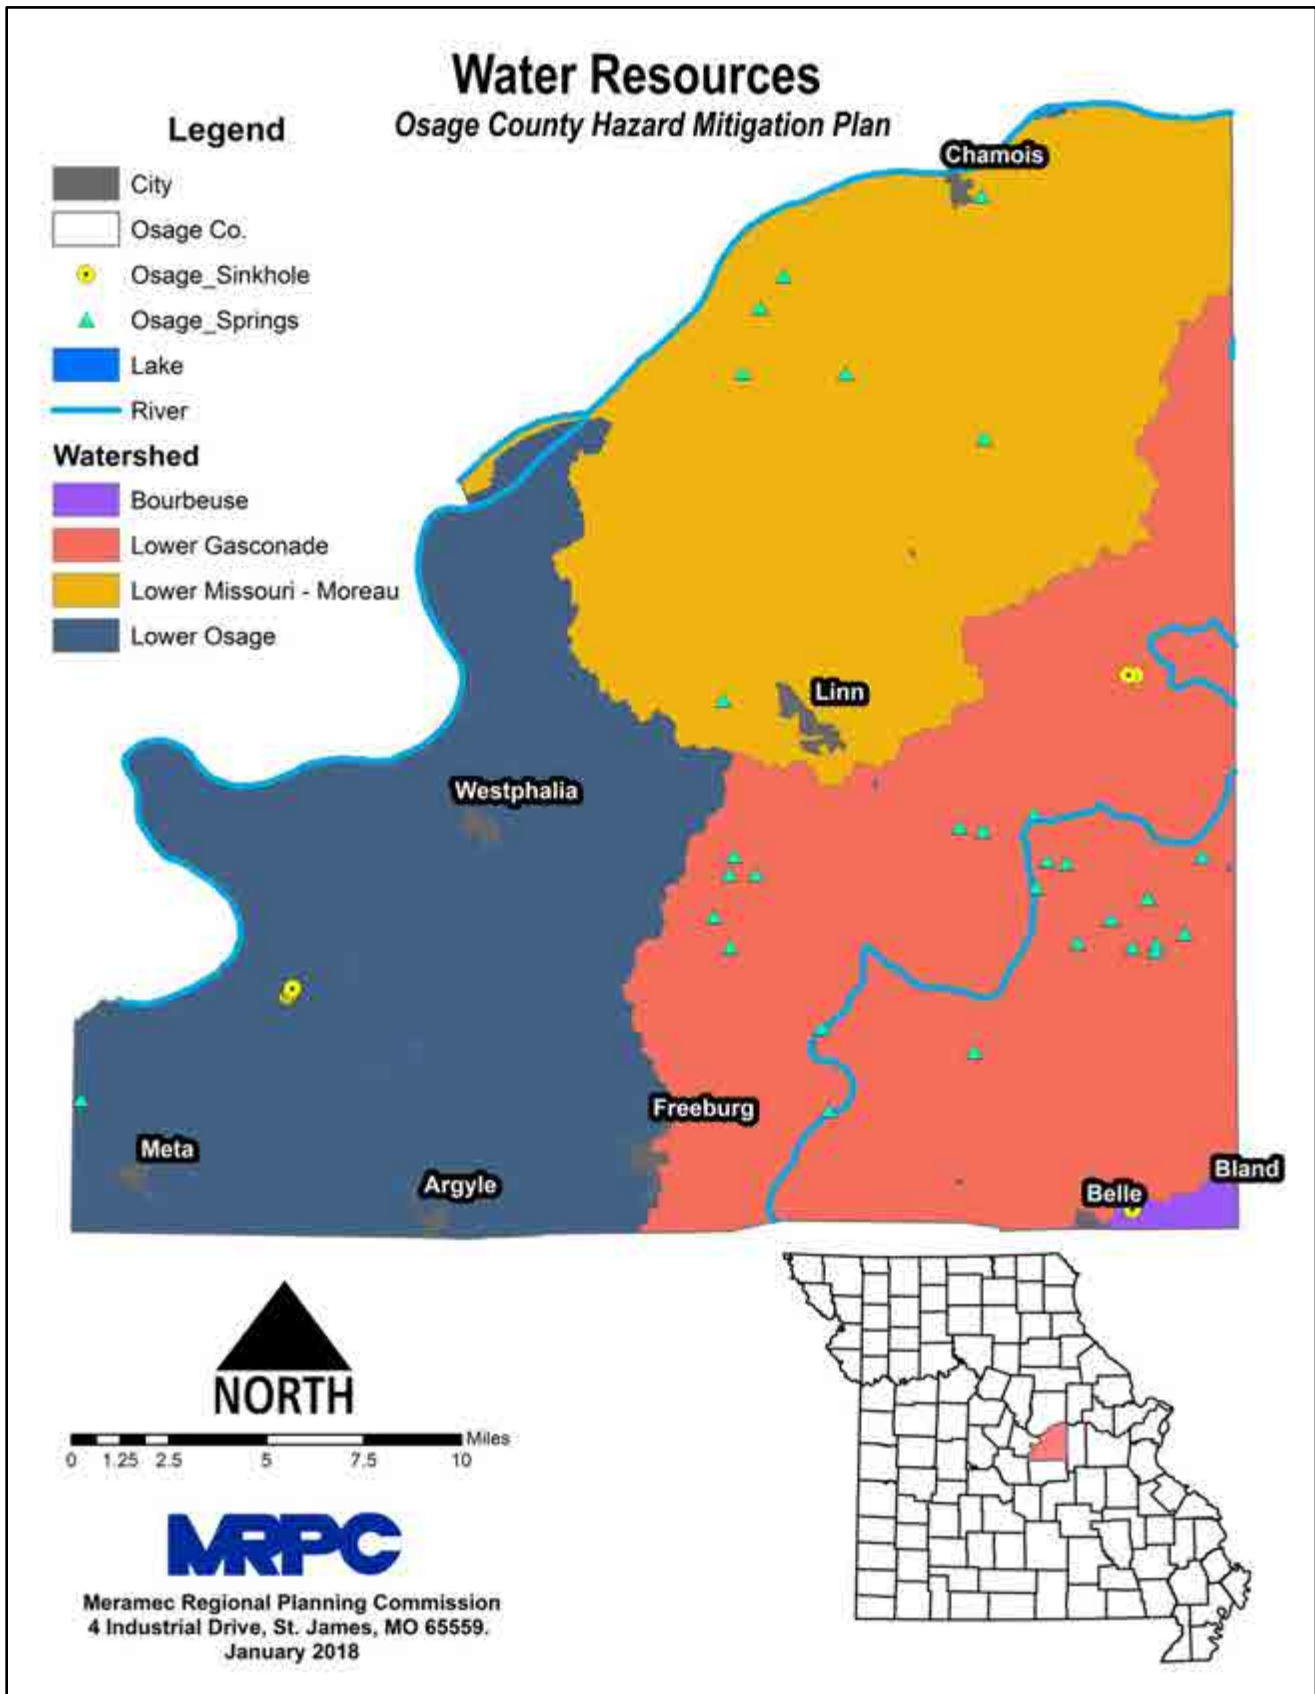 Water Resources
Osage County Hazard Mitigation Plan
Legend
City
Osage Co.
Osage_Sinkhole
Osage_Springs
Lake
River
Watershed
Bourbeuse
Lower Gasconade
Lower Missouri - Moreau
Lower Osage
Chamois
Linn
Westphalia
Freeburg
Meta
Argyle
Belle
Bland
NORTH
Miles
0 1.25 2.5 5 7.5 10
MRPC
Meramec Regional Planning Commission
4 Industrial Drive, St. James, MO 65559.
January 2018